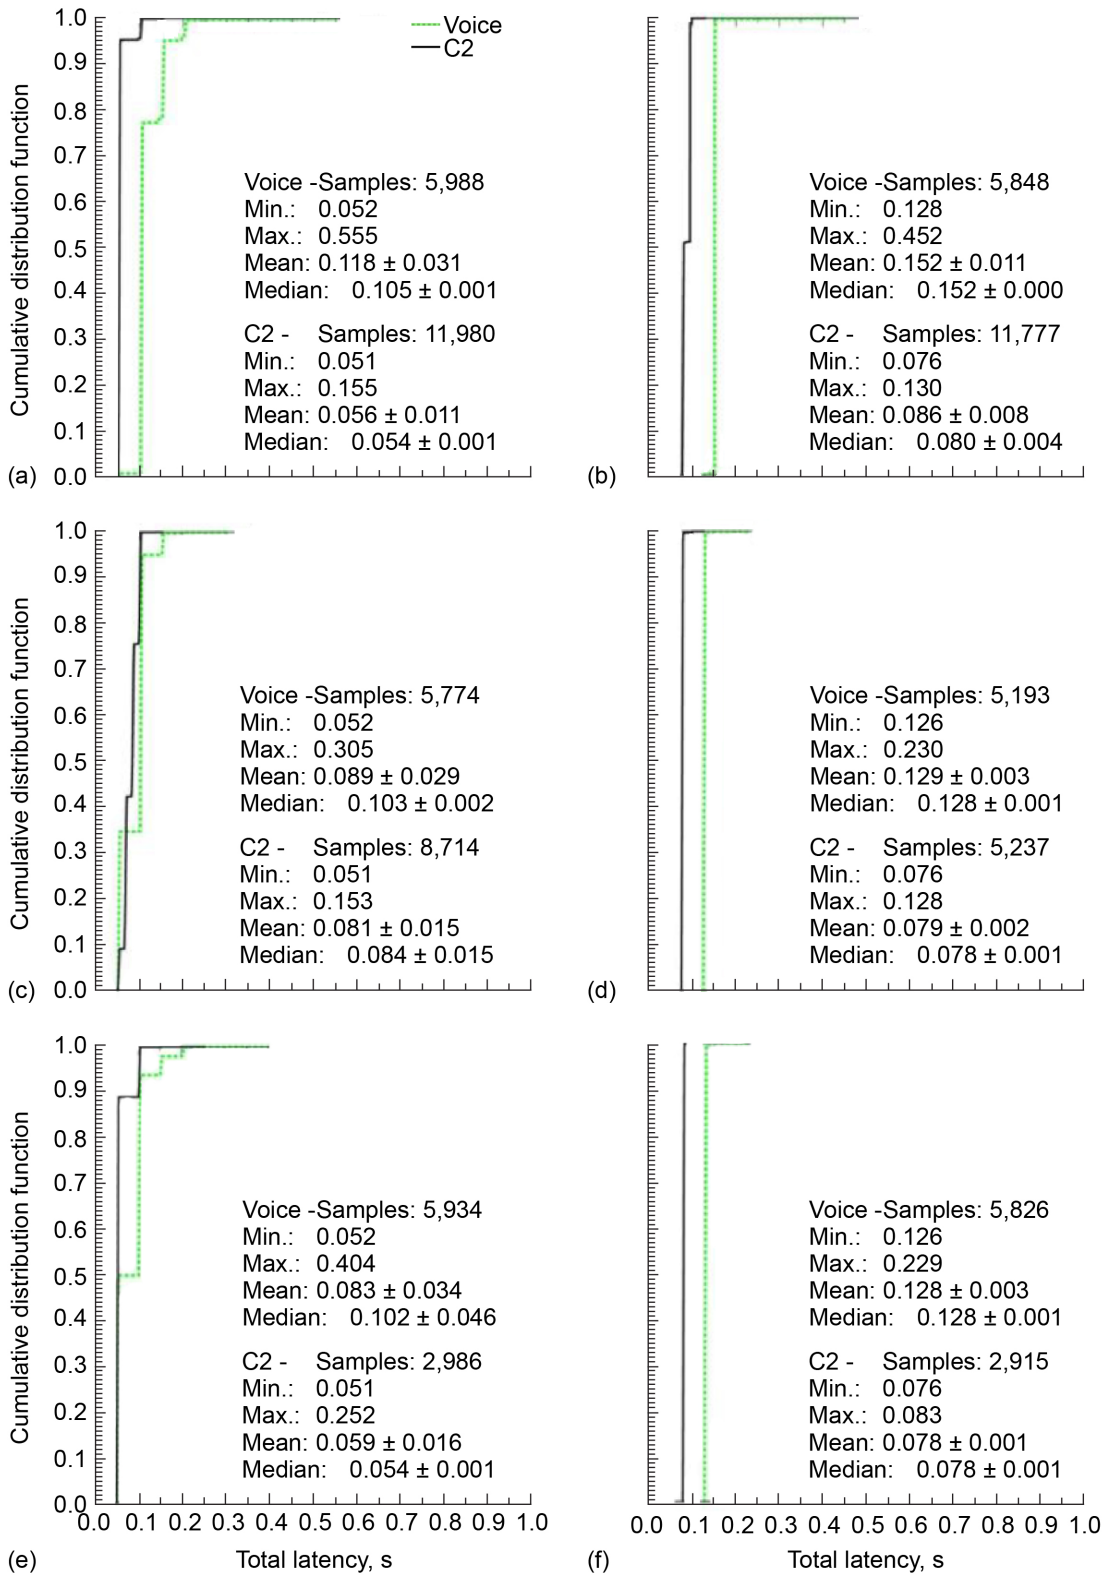 Voice
C2
Cumulative distribution function
1.0
0.9
0.8
0.7
0.6
0.5
0.4
0.3
0.2
0.1
0.0
Voice -Samples: 5,988
Min.: 0.052
Max.: 0.555
Mean: 0.118 ± 0.031
Median: 0.105 ± 0.001
C2 - Samples: 11,980
Min.: 0.051
Max.: 0.155
Mean: 0.056 ± 0.011
Median: 0.054 ± 0.001
(a)
Voice -Samples: 5,848
Min.: 0.128
Max.: 0.452
Mean: 0.152 ± 0.011
Median: 0.152 ± 0.000
C2 - Samples: 11,777
Min.: 0.076
Max.: 0.130
Mean: 0.086 ± 0.008
Median: 0.080 ± 0.004
(b)
Cumulative distribution function
1.0
0.9
0.8
0.7
0.6
0.5
0.4
0.3
0.2
0.1
0.0
Voice -Samples: 5,774
Min.: 0.052
Max.: 0.305
Mean: 0.089 ± 0.029
Median: 0.103 ± 0.002
C2 - Samples: 8,714
Min.: 0.051
Max.: 0.153
Mean: 0.081 ± 0.015
Median: 0.084 ± 0.015
(c)
Voice -Samples: 5,193
Min.: 0.126
Max.: 0.230
Mean: 0.129 ± 0.003
Median: 0.128 ± 0.001
C2 - Samples: 5,237
Min.: 0.076
Max.: 0.128
Mean: 0.079 ± 0.002
Median: 0.078 ± 0.001
(d)
Cumulative distribution function
1.0
0.9
0.8
0.7
0.6
0.5
0.4
0.3
0.2
0.1
0.0
Voice -Samples: 5,934
Min.: 0.052
Max.: 0.404
Mean: 0.083 ± 0.034
Median: 0.102 ± 0.046
C2 - Samples: 2,986
Min.: 0.051
Max.: 0.252
Mean: 0.059 ± 0.016
Median: 0.054 ± 0.001
0.0 0.1 0.2 0.3 0.4 0.5 0.6 0.7 0.8 0.9 1.0
(e) Total latency, s
Voice -Samples: 5,826
Min.: 0.126
Max.: 0.229
Mean: 0.128 ± 0.003
Median: 0.128 ± 0.001
C2 - Samples: 2,915
Min.: 0.076
Max.: 0.083
Mean: 0.078 ± 0.001
Median: 0.078 ± 0.001
0.0 0.1 0.2 0.3 0.4 0.5 0.6 0.7 0.8 0.9 1.0
(f) Total latency, s